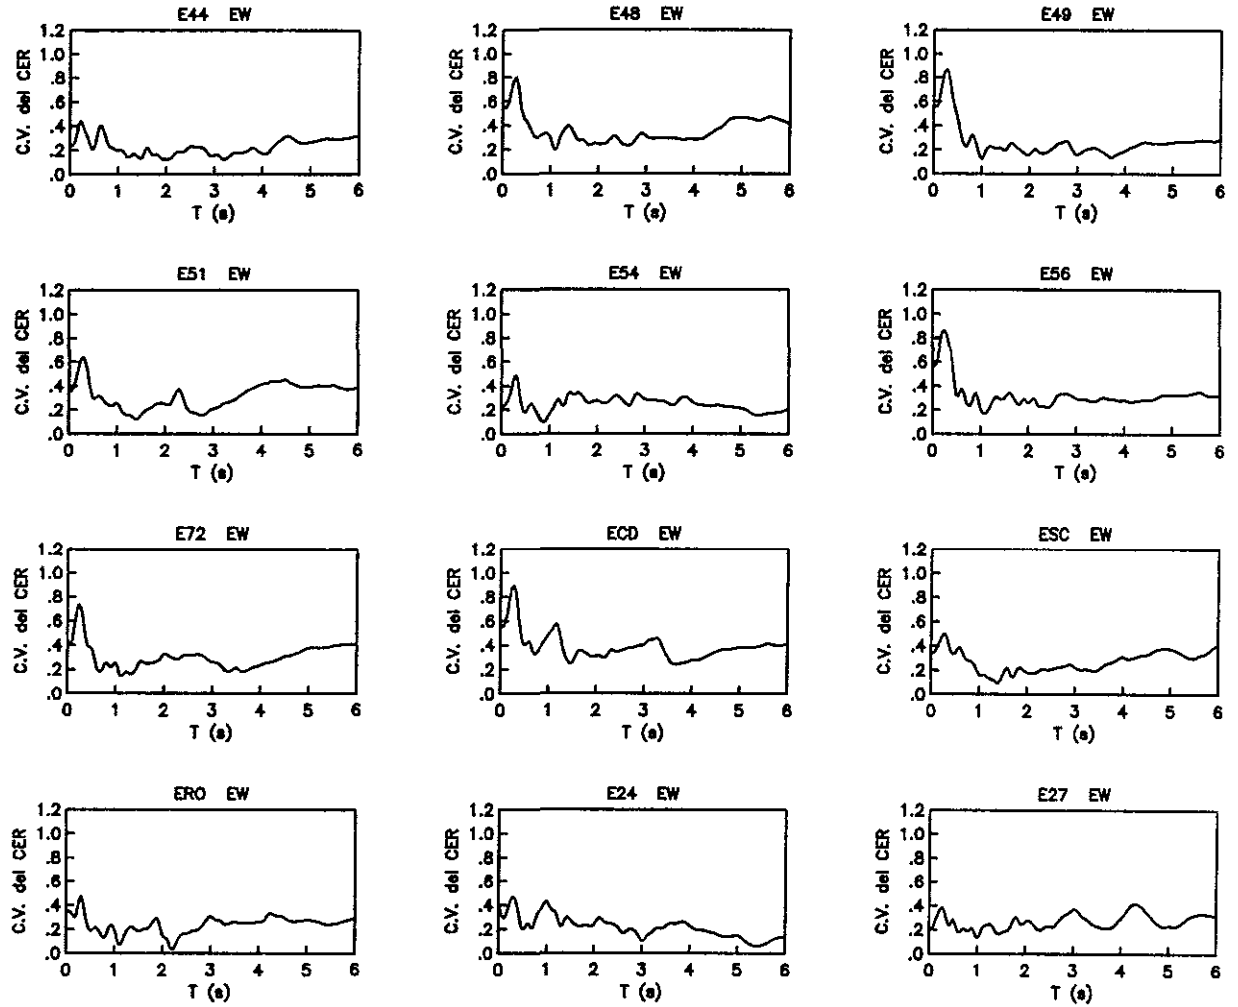 E44 EW
E48 EW
E49 EW
1.2 1.0 .8 .6 .4 .2 .0
C.V. del CER
0 1 2 3 4 5 6
T (s)
1.2 1.0 .8 .6 .4 .2 .0
C.V. del CER
0 1 2 3 4 5 6
T (s)
1.2 1.0 .8 .6 .4 .2 .0
C.V. del CER
0 1 2 3 4 5 6
T (s)
E51 EW
E54 EW
E56 EW
1.2 1.0 .8 .6 .4 .2 .0
C.V. del CER
0 1 2 3 4 5 6
T (s)
1.2 1.0 .8 .6 .4 .2 .0
C.V. del CER
0 1 2 3 4 5 6
T (s)
1.2 1.0 .8 .6 .4 .2 .0
C.V. del CER
0 1 2 3 4 5 6
T (s)
E72 EW
ECD EW
ESC EW
1.2 1.0 .8 .6 .4 .2 .0
C.V. del CER
0 1 2 3 4 5 6
T (s)
1.2 1.0 .8 .6 .4 .2 .0
C.V. del CER
0 1 2 3 4 5 6
T (s)
1.2 1.0 .8 .6 .4 .2 .0
C.V. del CER
0 1 2 3 4 5 6
T (s)
ERO EW
E24 EW
E27 EW
1.2 1.0 .8 .6 .4 .2 .0
C.V. del CER
0 1 2 3 4 5 6
T (s)
1.2 1.0 .8 .6 .4 .2 .0
C.V. del CER
0 1 2 3 4 5 6
T (s)
1.2 1.0 .8 .6 .4 .2 .0
C.V. del CER
0 1 2 3 4 5 6
T (s)